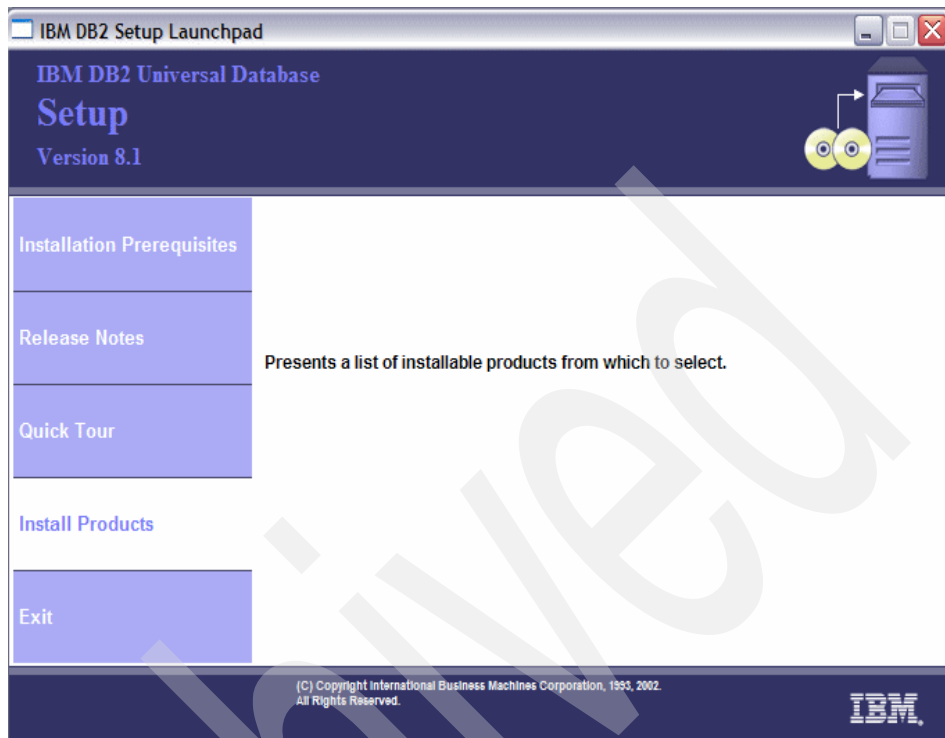 IBM DB2 Setup Launchpad
IBM DB2 Universal Database
Setup
Version 8.1
Installation Prerequisites
Release Notes
Presents a list of installable products from which to select.
Quick Tour
Install Products
Exit
(C) Copyright International Business Machines Corporation, 1993, 2002.
All Rights Reserved.
IBM.
hived